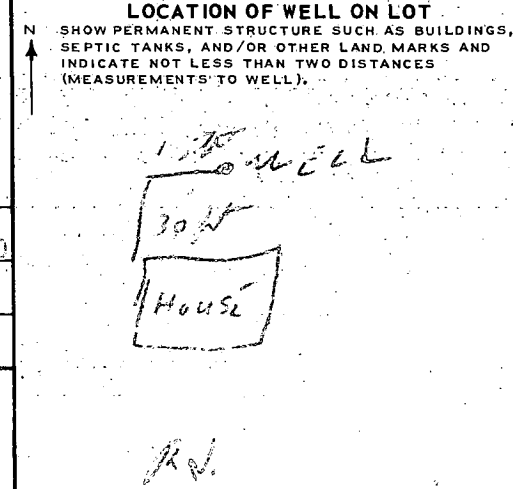 LOCATION OF WELL ON LOT
N SHOW PERMANENT STRUCTURE SUCH AS BUILDINGS,
SEPTIC TANKS, AND/OR OTHER LAND MARKS AND
INDICATE NOT LESS THAN TWO DISTANCES
(MEASUREMENTS TO WELL).
WELL
30 ft
House
Rd.